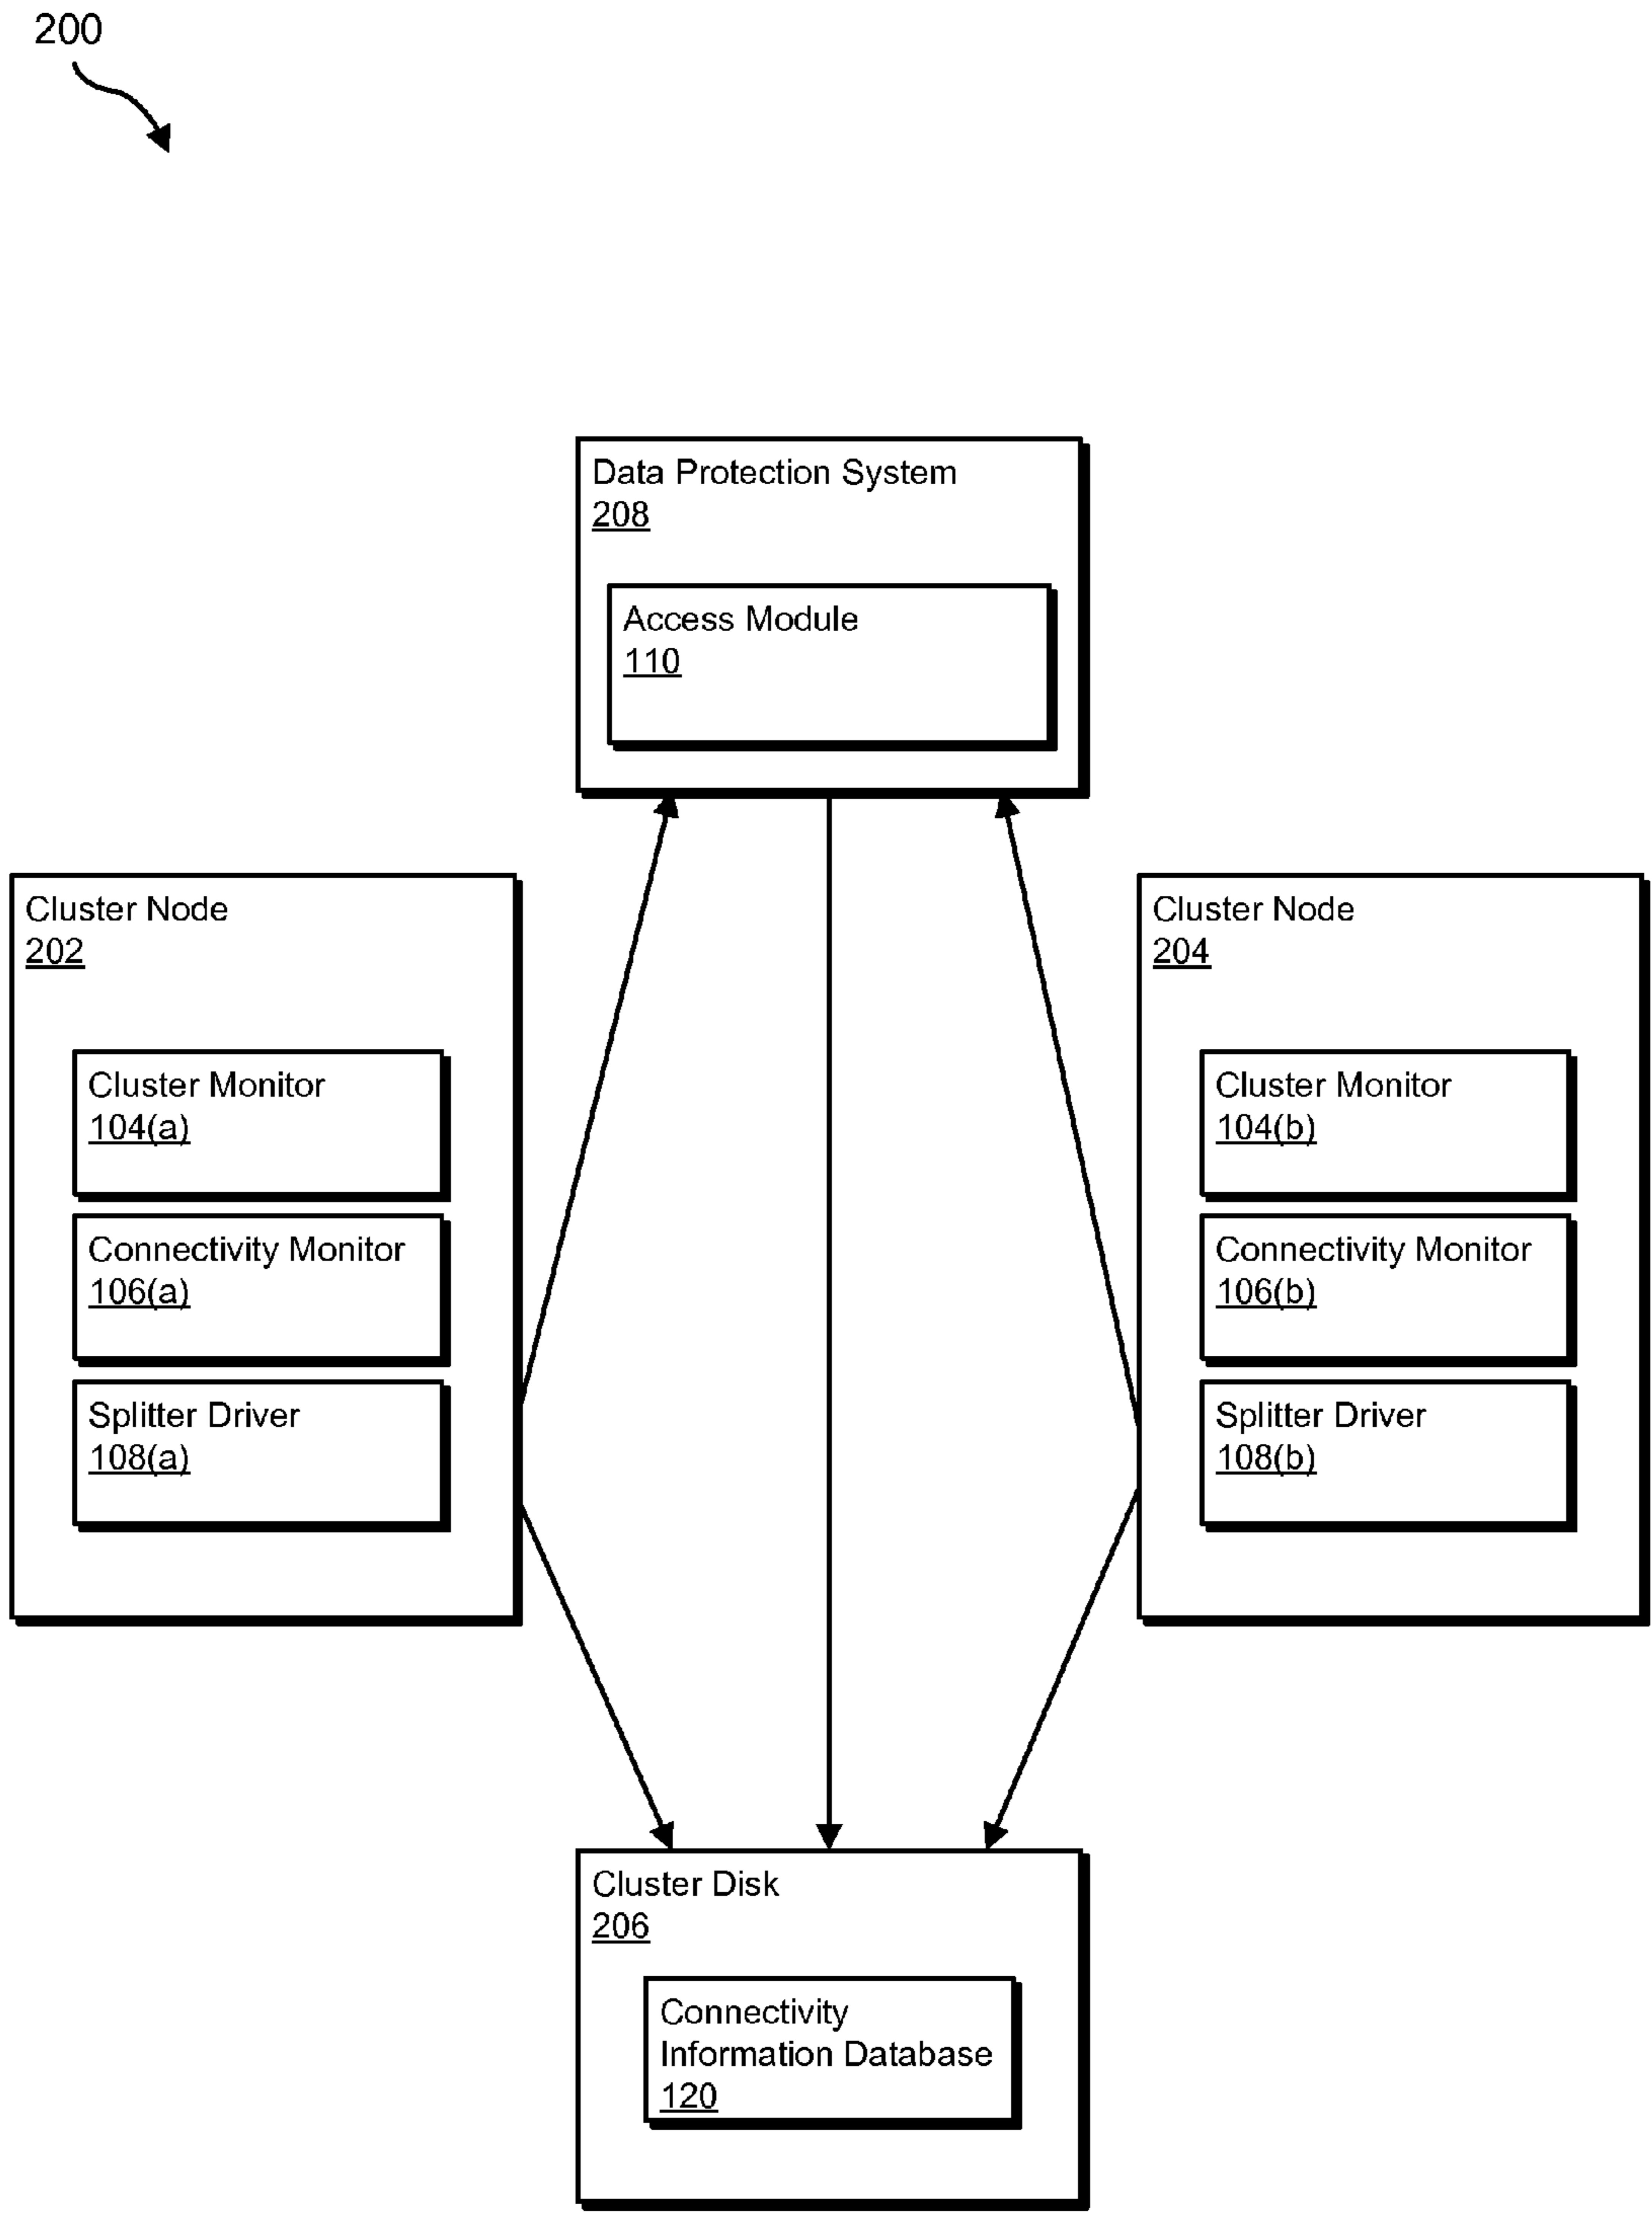 200
Data Protection System
208
Access Module
110
Cluster Node
202
Cluster Monitor
104(a)
Connectivity Monitor
106(a)
Splitter Driver
108(a)
Cluster Node
204
Cluster Monitor
104(b)
Connectivity Monitor
106(b)
Splitter Driver
108(b)
Cluster Disk
206
Connectivity
Information Database
120